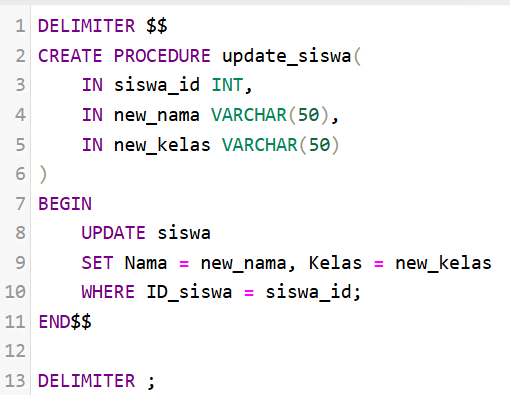 1 DELIMITER $$
2 CREATE PROCEDURE update_siswa(
3     IN siswa_id INT,
4     IN new_nama VARCHAR(50),
5     IN new_kelas VARCHAR(50)
6 )
7 BEGIN
8     UPDATE siswa
9     SET Nama = new_nama, Kelas = new_kelas
10     WHERE ID_siswa = siswa_id;
11 END$$
12
13 DELIMITER ;